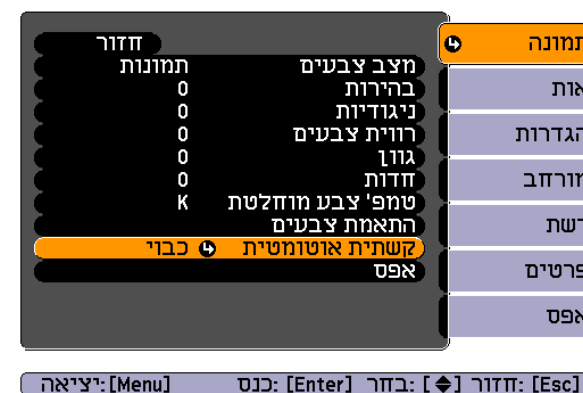 חזור
מצב צבעים תמונות
בהירות 0
ניגודיות 0
רווית צבעים 0
גוון 0
חדות 0
טמפ' צבע מוחלטת K
התאמת צבעים
קשתית אוטומטית כבוי
אפס
תמונה
אות
הגדרות
מורחב
רשת
פרטים
אפס
[Esc] :חזור [◆] :בחר [Enter] :כנס [Menu] :יציאה